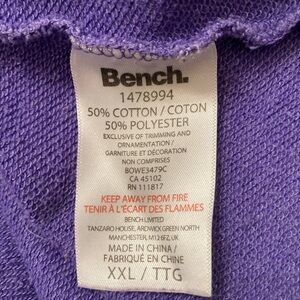 Bench.
1478994
50% COTTON / COTON
50% POLYESTER
EXCLUSIVE OF TRIMMING AND
ORNAMENTATION /
GARNITURE ET DÉCORATION
NON COMPRISES
BOWE3479C
CA 45102
RN 111817
KEEP AWAY FROM FIRE
TENIR À L'ÉCART DES FLAMMES
BENCH LIMITED
TANZARO HOUSE, ARDWICK GREEN NORTH
MANCHESTER, M12 6FZ, UK
MADE IN CHINA /
FABRIQUÉ EN CHINE
XXL / TTG